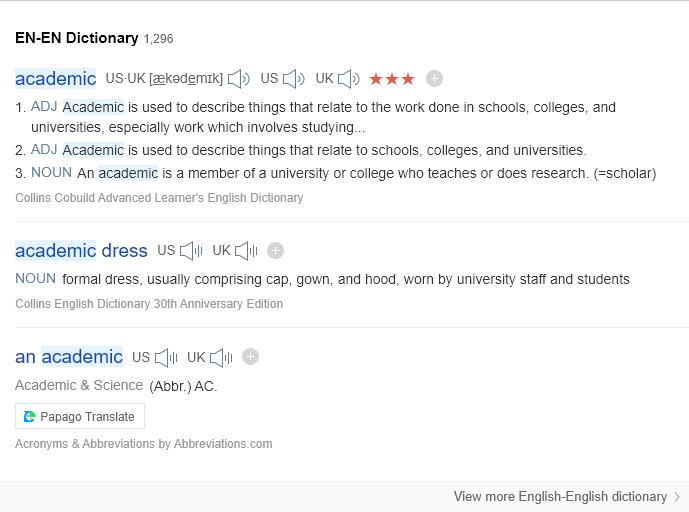 EN-EN Dictionary 1,296
academic US·UK [ækədemɪk] US UK ★★★
1. ADJ Academic is used to describe things that relate to the work done in schools, colleges, and
universities, especially work which involves studying...
2. ADJ Academic is used to describe things that relate to schools, colleges, and universities.
3. NOUN An academic is a member of a university or college who teaches or does research. (=scholar)
Collins Cobuild Advanced Learner's English Dictionary
academic dress US UK
NOUN formal dress, usually comprising cap, gown, and hood, worn by university staff and students
Collins English Dictionary 30th Anniversary Edition
an academic US UK
Academic & Science (Abbr.) AC.
Papago Translate
Acronyms & Abbreviations by Abbreviations.com
View more English-English dictionary >